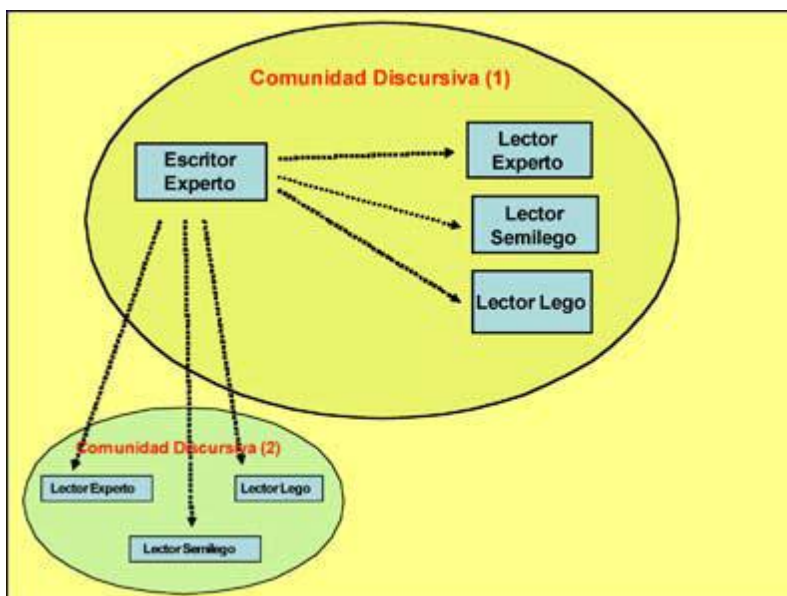 Comunidad Discursiva (1)
Escritor
Experto
Lector
Experto
Lector
Semilego
Lector Lego
Comunidad Discursiva (2)
Lector Experto
Lector Lego
Lector Semilego